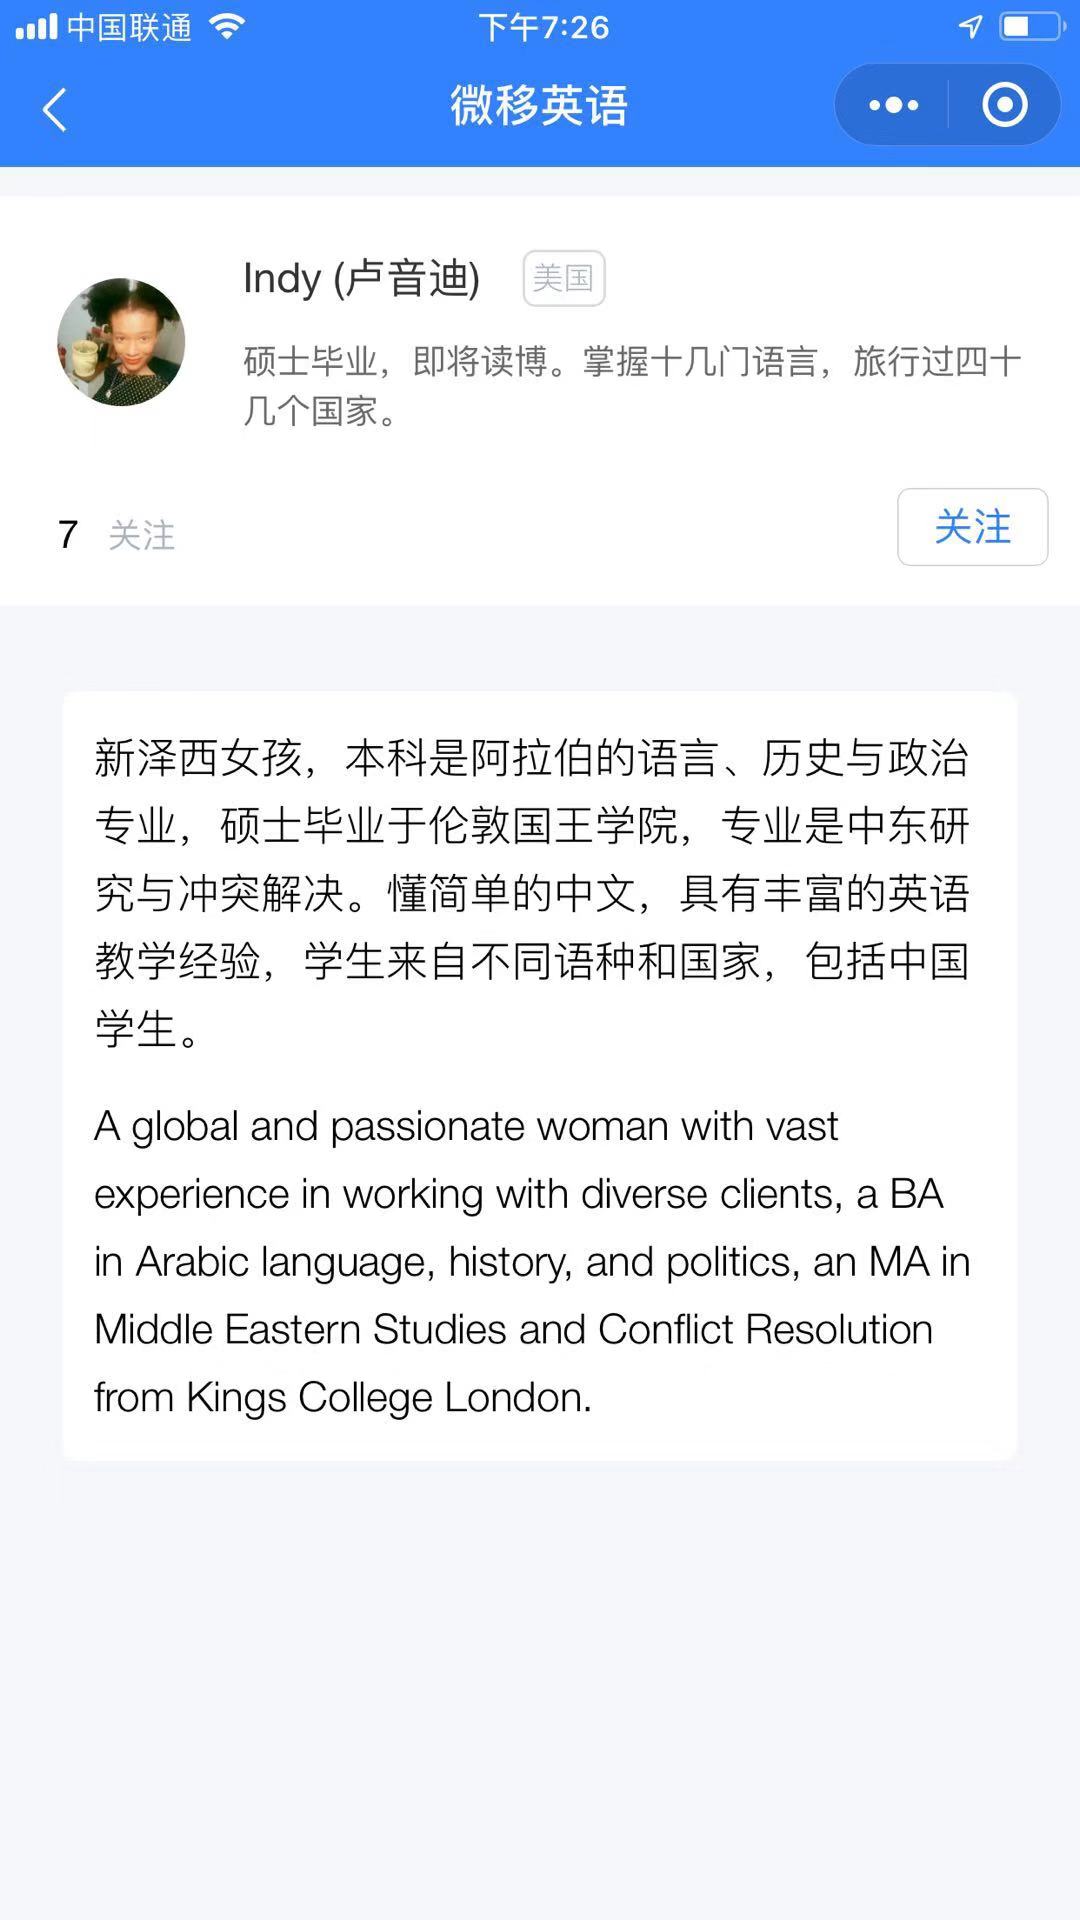 中国联通
下午7:26
微移英语
Indy (卢音迪)
美国
硕士毕业，即将读博。掌握十几门语言，旅行过四十
几个国家。
7 关注
关注
新泽西女孩，本科是阿拉伯的语言、历史与政治
专业，硕士毕业于伦敦国王学院，专业是中东研
究与冲突解决。懂简单的中文，具有丰富的英语
教学经验，学生来自不同语种和国家，包括中国
学生。
A global and passionate woman with vast
experience in working with diverse clients, a BA
in Arabic language, history, and politics, an MA in
Middle Eastern Studies and Conflict Resolution
from Kings College London.